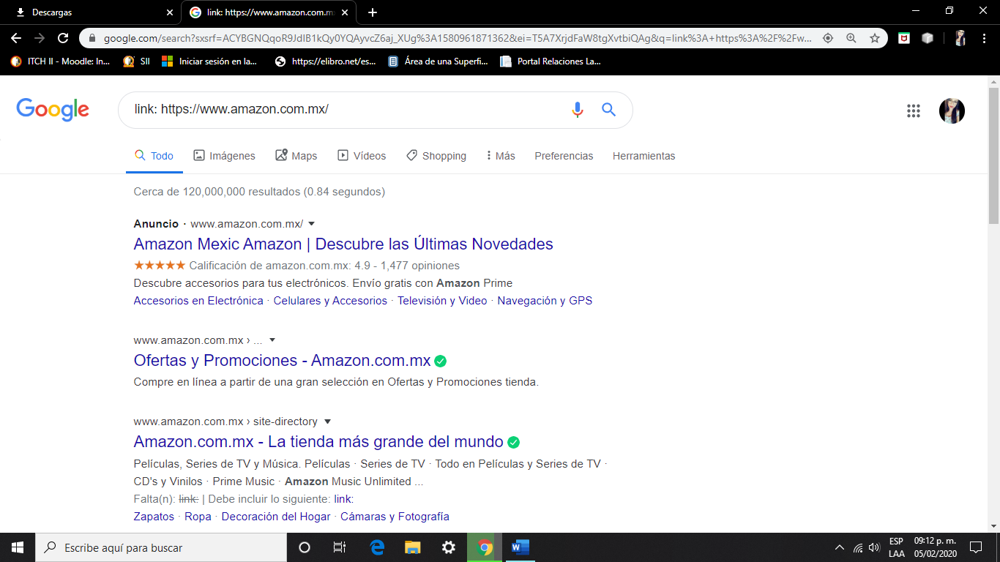 Descargas
link: https://www.amazon.com.m
google.com/search?sxsrf=ACYBGNQqoR9JdIB1kQy0YQAyvcZ6aj_XUg%3A1580961871362&ei=T5A7XrjdFaW8tgXvtbiQAg&q=link%3A+https%3A%2F%2Fw...
ITCH II - Moodle: In... SII Iniciar sesión en la... https://elibro.net/es... Área de una Superfi... Portal Relaciones La...
Google
link: https://www.amazon.com.mx/
Todo Imágenes Maps Vídeos Shopping Más Preferencias Herramientas
Cerca de 120,000,000 resultados (0.84 segundos)
Anuncio · www.amazon.com.mx/
Amazon Mexic Amazon | Descubre las Últimas Novedades
Calificación de amazon.com.mx: 4.9 - 1,477 opiniones
Descubre accesorios para tus electrónicos. Envío gratis con Amazon Prime
Accesorios en Electrónica · Celulares y Accesorios · Televisión y Video · Navegación y GPS
www.amazon.com.mx › ...
Ofertas y Promociones - Amazon.com.mx
Compre en línea a partir de una gran selección en Ofertas y Promociones tienda.
www.amazon.com.mx › site-directory
Amazon.com.mx - La tienda más grande del mundo
Películas, Series de TV y Música. Películas · Series de TV · Todo en Películas y Series de TV ·
CD's y Vinilos · Prime Music · Amazon Music Unlimited ...
Falta(n): link: | Debe incluir lo siguiente: link:
Zapatos · Ropa · Decoración del Hogar · Cámaras y Fotografía
Escribe aquí para buscar
ESP
LAA
09:12 p. m.
05/02/2020